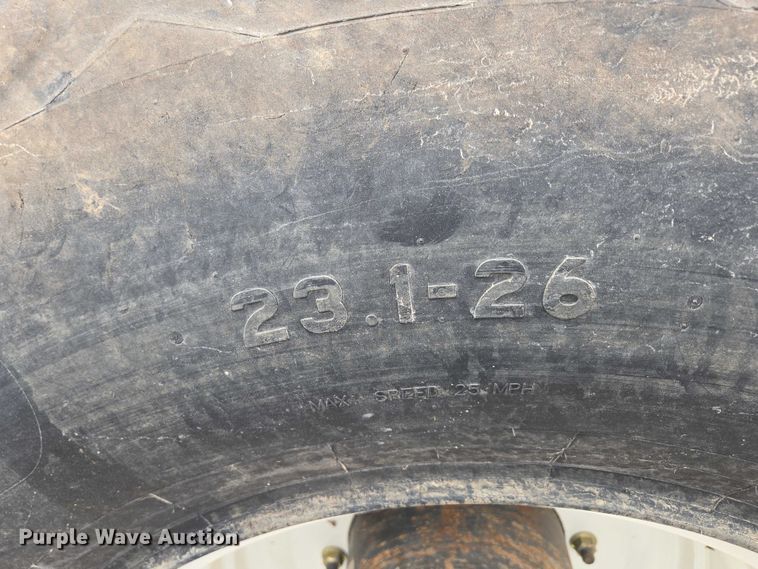 23.1-26
MAX. SPEED 25 MPH
Purple Wave Auction